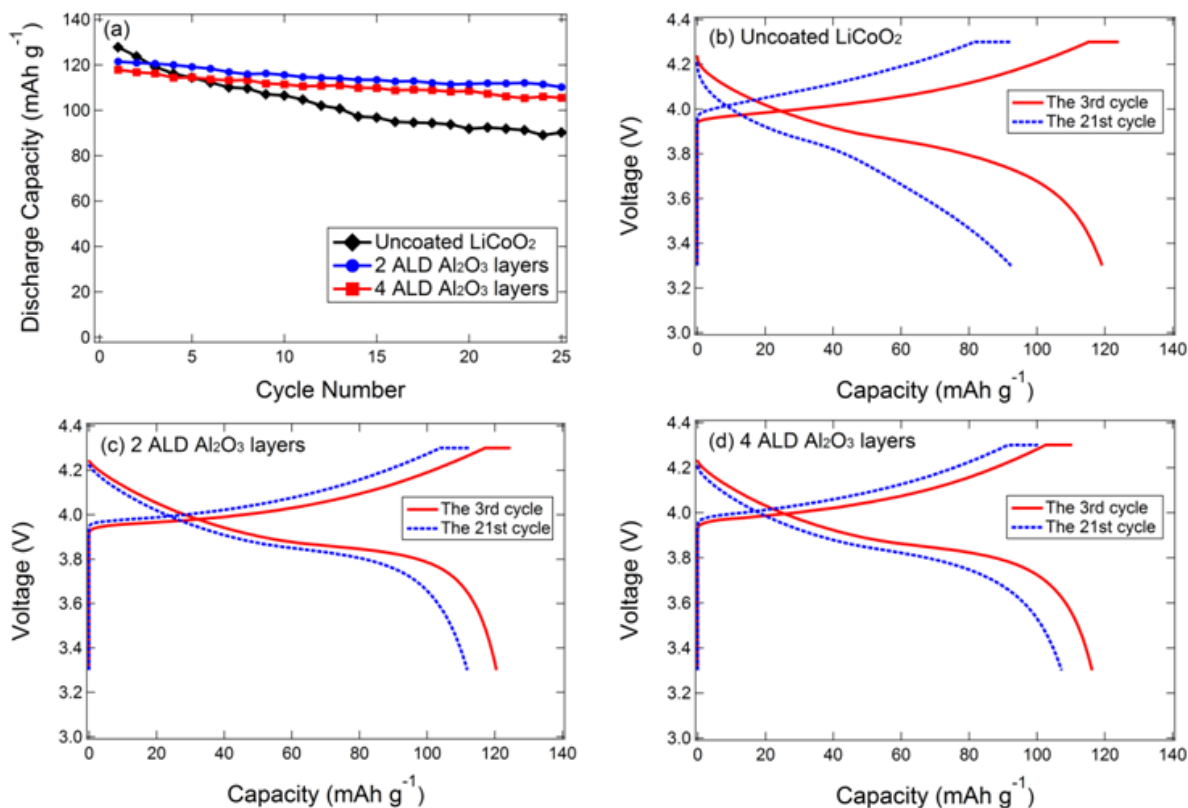 (a)
Discharge Capacity (mAh g⁻¹)
140
120
100
80
60
40
20
0
Uncoated LiCoO₂
2 ALD Al₂O₃ layers
4 ALD Al₂O₃ layers
0 5 10 15 20 25
Cycle Number
(b) Uncoated LiCoO₂
Voltage (V)
4.4
4.2
4.0
3.8
3.6
3.4
3.2
3.0
The 3rd cycle
The 21st cycle
0 20 40 60 80 100 120 140
Capacity (mAh g⁻¹)
(c) 2 ALD Al₂O₃ layers
Voltage (V)
4.4
4.2
4.0
3.8
3.6
3.4
3.2
3.0
The 3rd cycle
The 21st cycle
0 20 40 60 80 100 120 140
Capacity (mAh g⁻¹)
(d) 4 ALD Al₂O₃ layers
Voltage (V)
4.4
4.2
4.0
3.8
3.6
3.4
3.2
3.0
The 3rd cycle
The 21st cycle
0 20 40 60 80 100 120 140
Capacity (mAh g⁻¹)